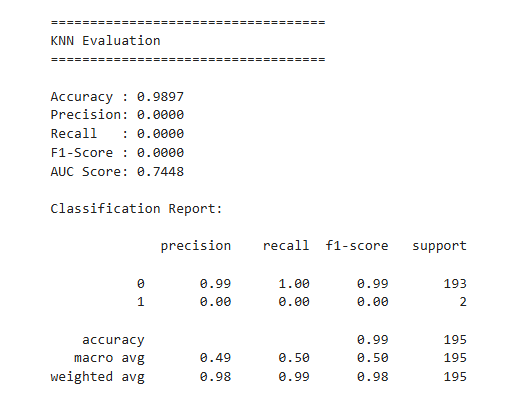 ===================================
KNN Evaluation
===================================
Accuracy : 0.9897
Precision: 0.0000
Recall   : 0.0000
F1-Score : 0.0000
AUC Score: 0.7448
Classification Report:
              precision    recall  f1-score   support
           0       0.99      1.00      0.99       193
           1       0.00      0.00      0.00         2
    accuracy                           0.99       195
   macro avg       0.49      0.50      0.50       195
weighted avg       0.98      0.99      0.98       195